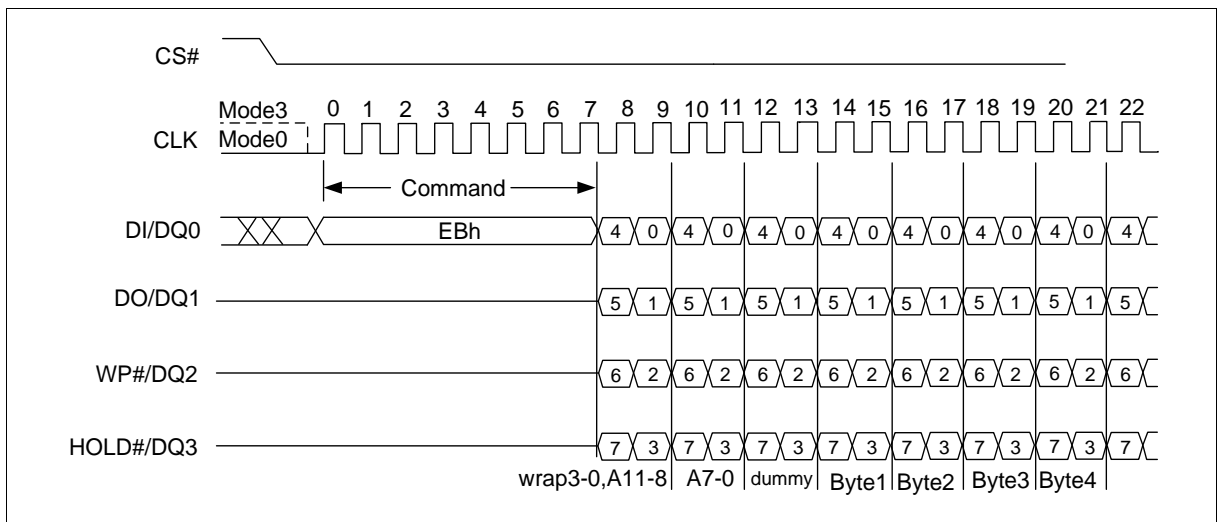 CS#
Mode3 0 1 2 3 4 5 6 7 8 9 10 11 12 13 14 15 16 17 18 19 20 21 22
CLK Mode0
Command
DI/DQ0 EBh 4 0 4 0 4 0 4 0 4 0 4 0 4 0 4
DO/DQ1 5 1 5 1 5 1 5 1 5 1 5 1 5 1 5
WP#/DQ2 6 2 6 2 6 2 6 2 6 2 6 2 6 2 6
HOLD#/DQ3 7 3 7 3 7 3 7 3 7 3 7 3 7 3 7
wrap3-0,A11-8 A7-0 dummy Byte1 Byte2 Byte3 Byte4